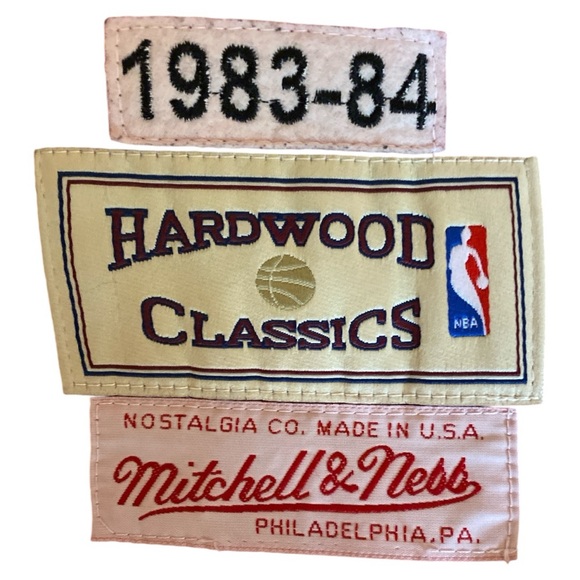 1983-84
HARDWOOD
CLASSICS
NBA
NOSTALGIA CO. MADE IN U.S.A.
Mitchell & Ness
PHILADELPHIA, PA.